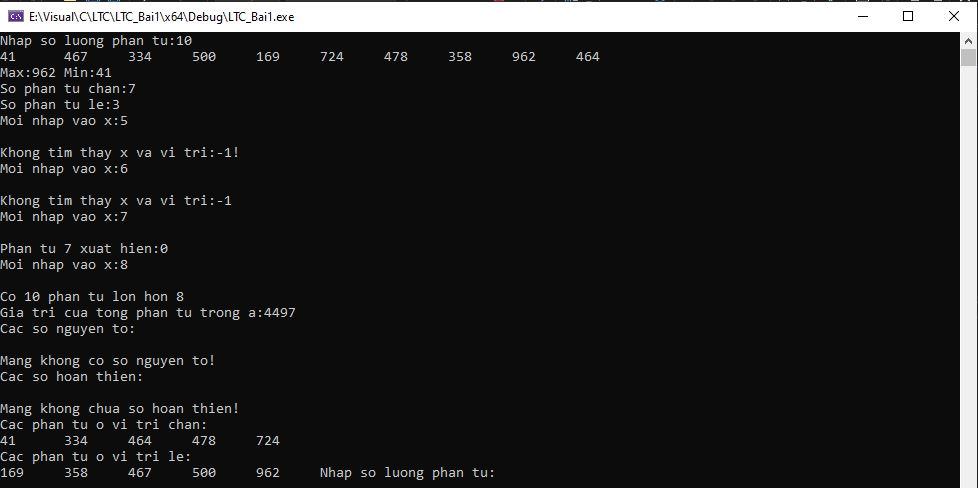 E:\Visual\C\LTC\LTC_Bai1\x64\Debug\LTC_Bai1.exe
Nhap so luong phan tu:10
41 467 334 500 169 724 478 358 962 464
Max:962 Min:41
So phan tu chan:7
So phan tu le:3
Moi nhap vao x:5
Khong tim thay x va vi tri:-1!
Moi nhap vao x:6
Khong tim thay x va vi tri:-1
Moi nhap vao x:7
Phan tu 7 xuat hien:0
Moi nhap vao x:8
Co 10 phan tu lon hon 8
Gia tri cua tong phan tu trong a:4497
Cac so nguyen to:
Mang khong co so nguyen to!
Cac so hoan thien:
Mang khong chua so hoan thien!
Cac phan tu o vi tri chan:
41 334 464 478 724
Cac phan tu o vi tri le:
169 358 467 500 962 Nhap so luong phan tu: